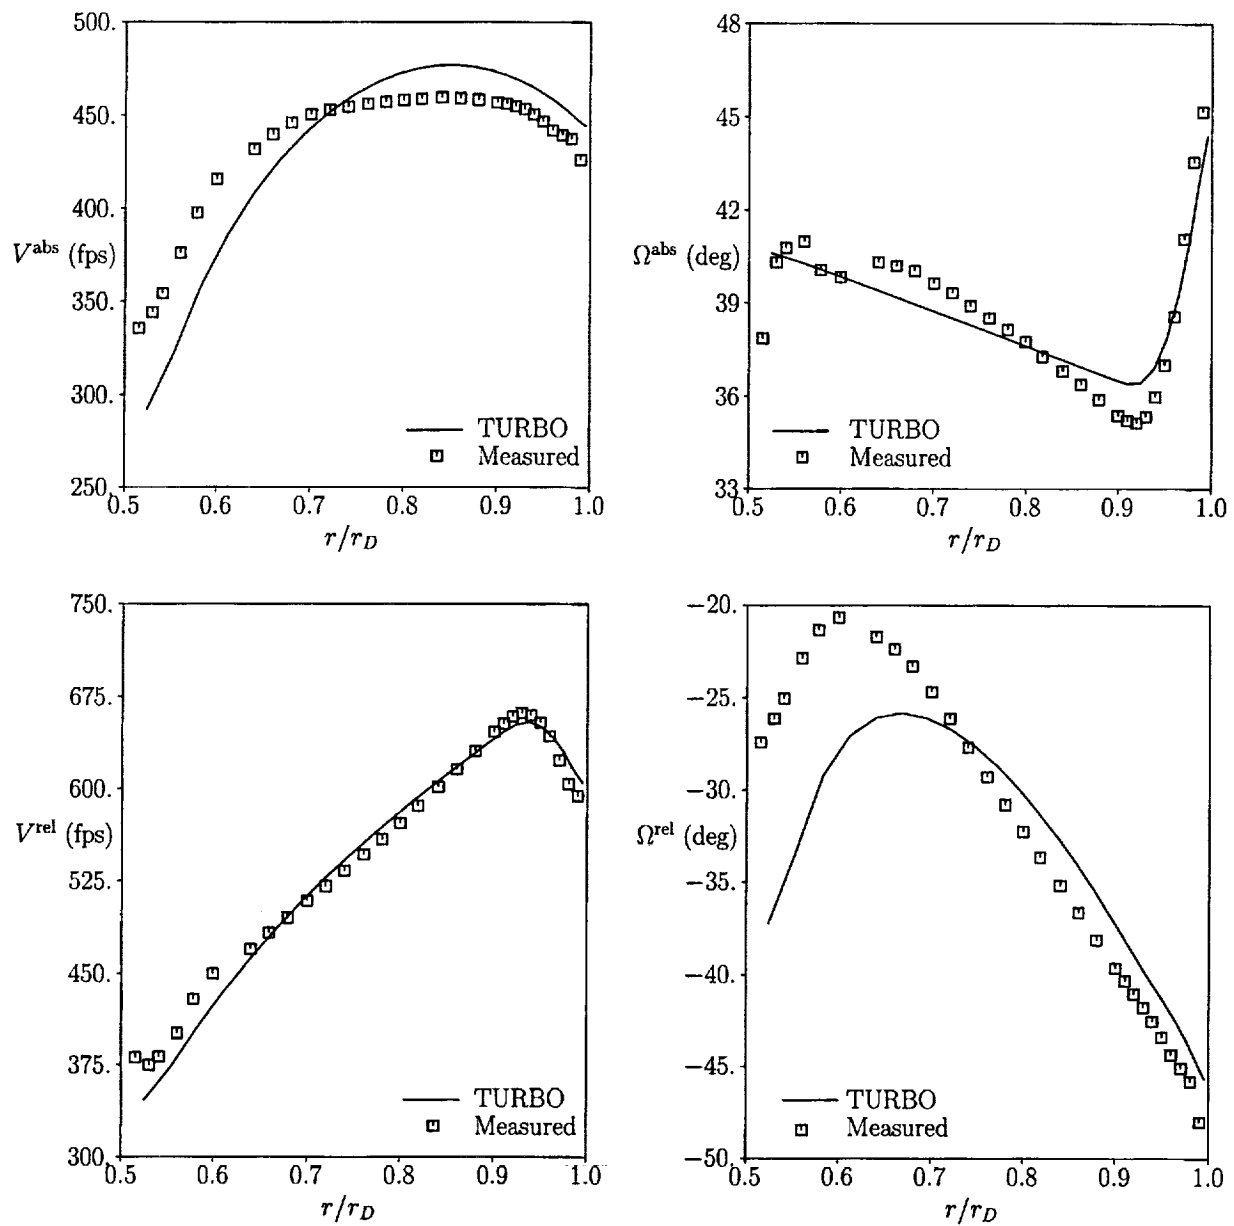 500.
450.
400.
V^abs (fps)
350.
300.
250.
0.5 0.6 0.7 0.8 0.9 1.0
r/r_D
TURBO
Measured
48
45
42
Ω^abs (deg)
39
36
33
0.5 0.6 0.7 0.8 0.9 1.0
r/r_D
TURBO
Measured
750.
675.
600.
V^rel (fps)
525.
450.
375.
300.
0.5 0.6 0.7 0.8 0.9 1.0
r/r_D
TURBO
Measured
−20.
−25.
−30.
Ω^rel (deg)
−35.
−40.
−45.
−50.
0.5 0.6 0.7 0.8 0.9 1.0
r/r_D
TURBO
Measured